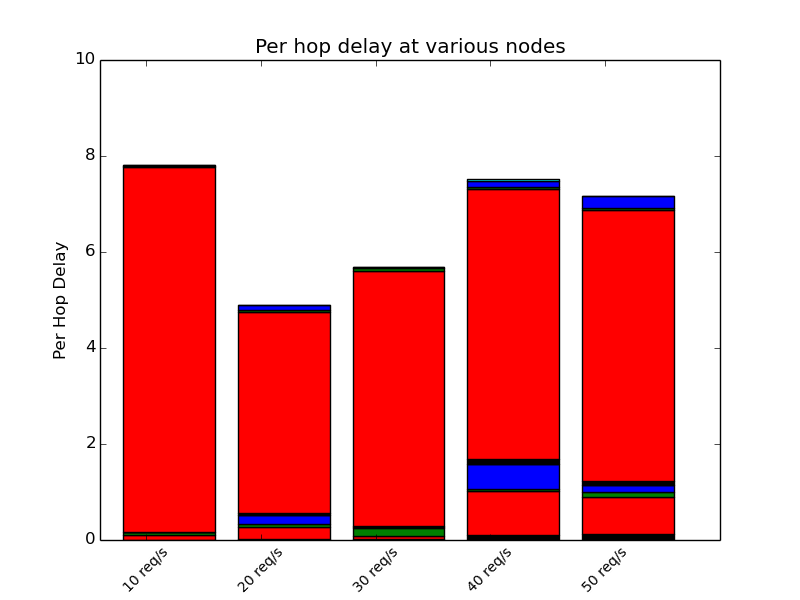 Per hop delay at various nodes
10
8
6
4
2
0
Per Hop Delay
10 req/s
20 req/s
30 req/s
40 req/s
50 req/s